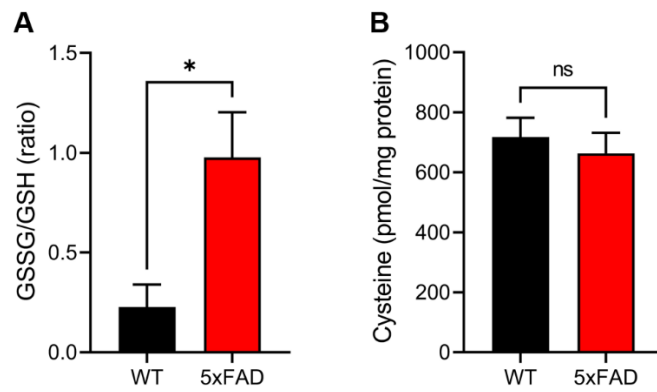 A
GSSG/GSH (ratio)
1.5
1.0
0.5
0.0
*
WT
5xFAD
B
Cysteine (pmol/mg protein)
1000
800
600
400
200
0
ns
WT
5xFAD